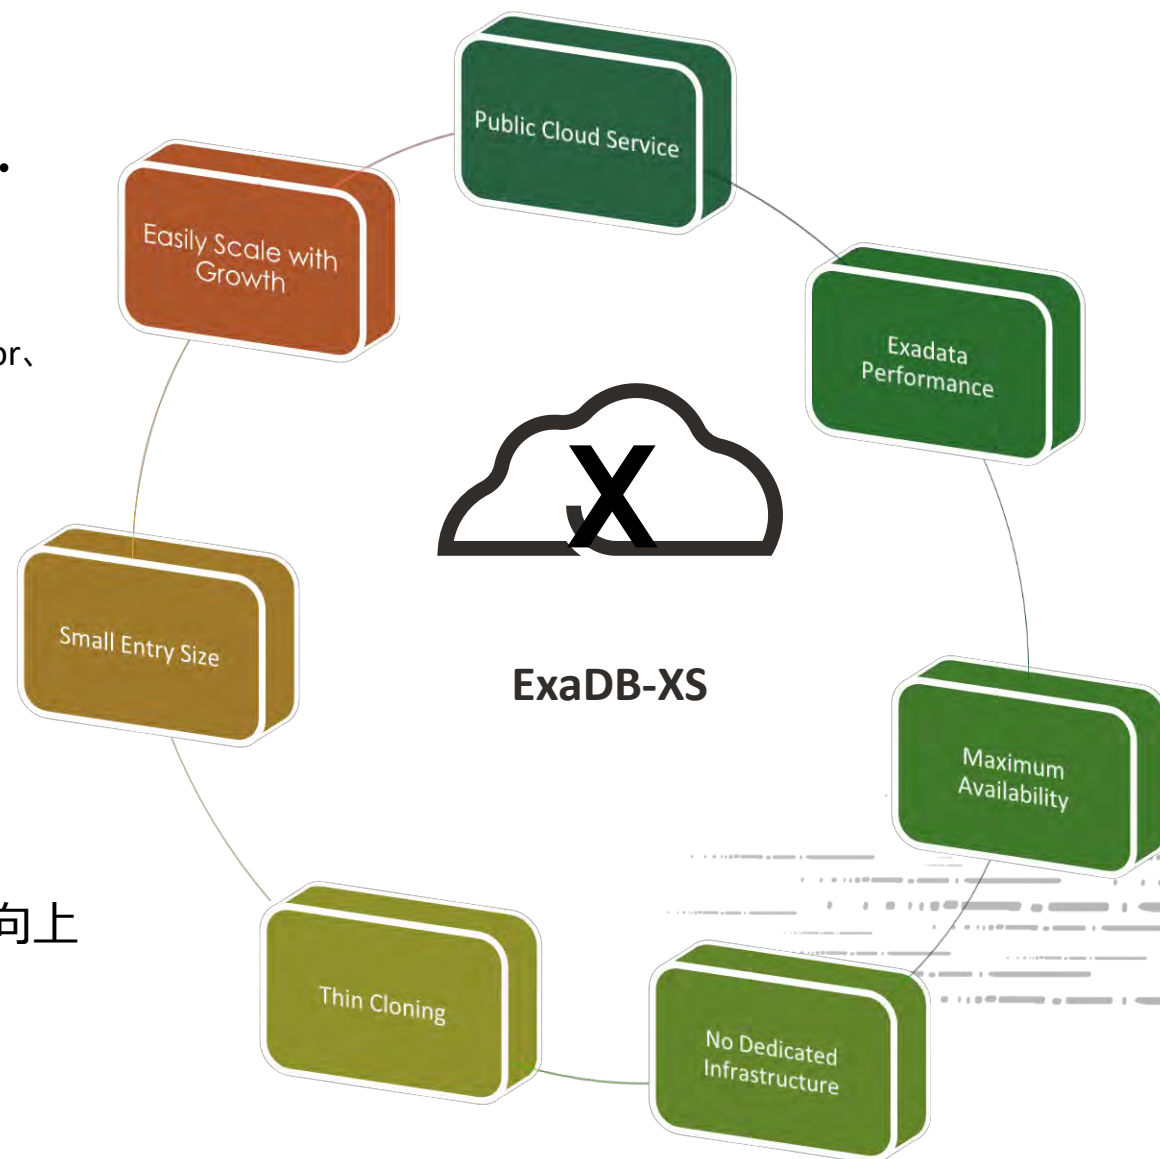 Public Cloud Service
Easily Scale with
Growth
or、
Exadata
Performance
X
Small Entry Size
ExaDB-XS
Maximum
Availability
向上
Thin Cloning
No Dedicated
Infrastructure